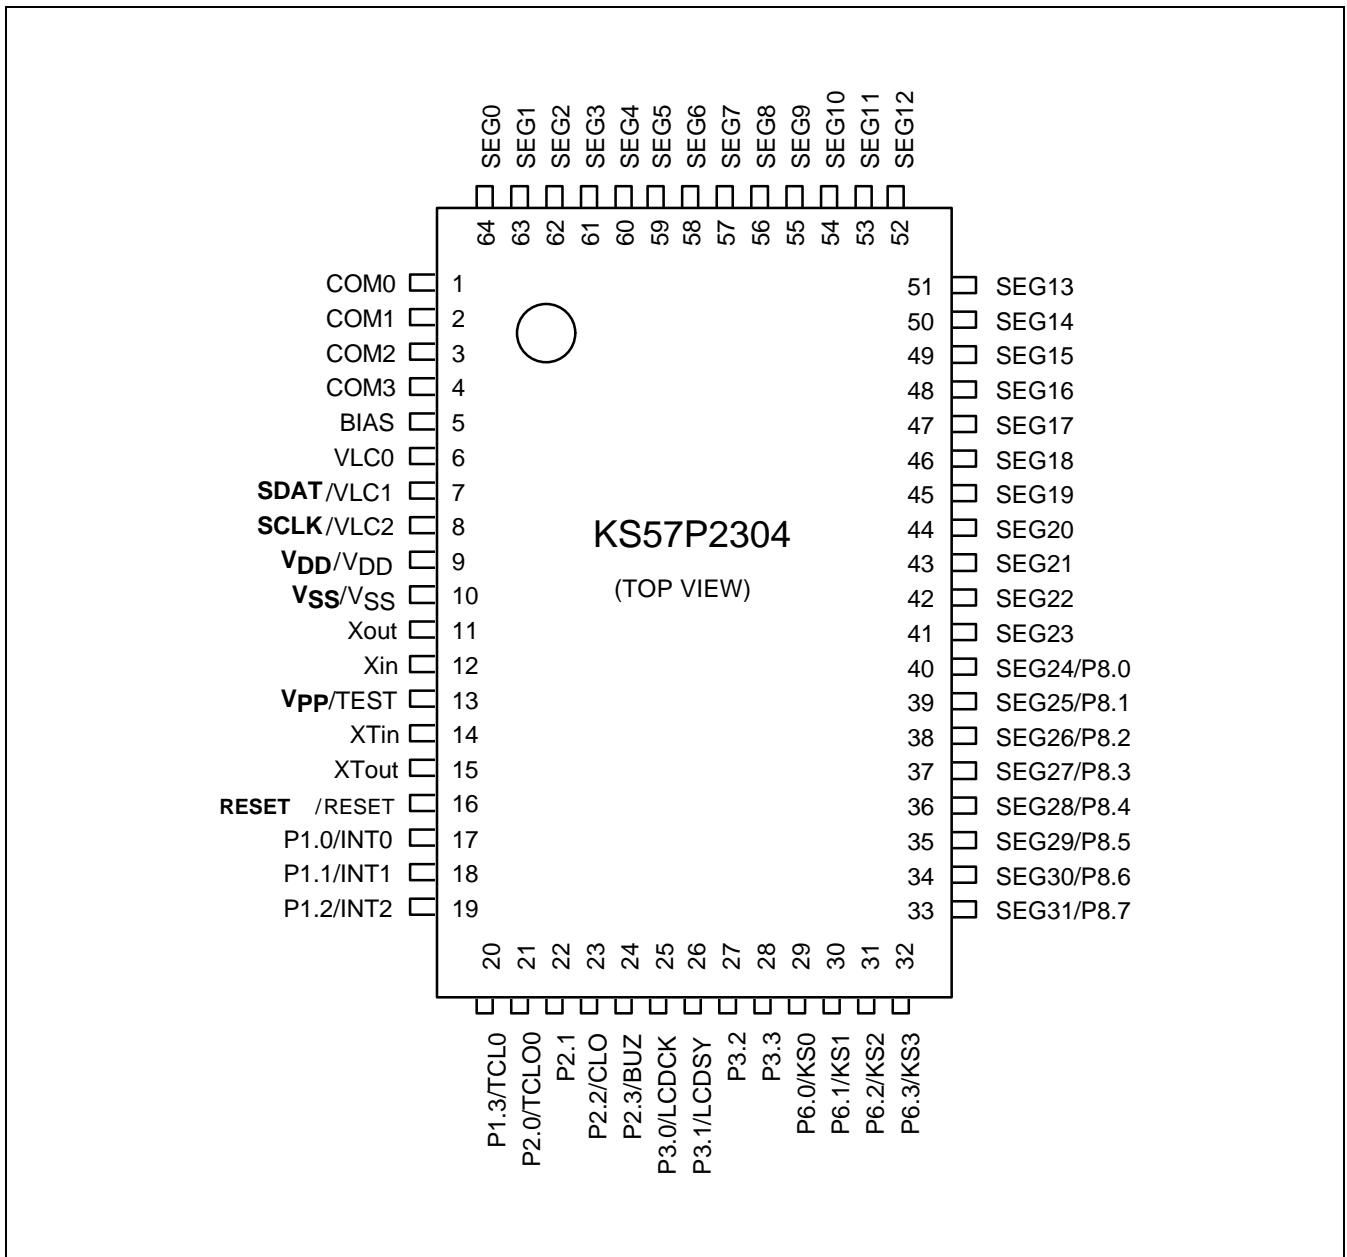 SEG0
SEG1
SEG2
SEG3
SEG4
SEG5
SEG6
SEG7
SEG8
SEG9
SEG10
SEG11
SEG12
64
63
62
61
60
59
58
57
56
55
54
53
52
COM0 1
COM1 2
COM2 3
COM3 4
BIAS 5
VLC0 6
SDAT/VLC1 7
SCLK/VLC2 8
VDD/VDD 9
VSS/VSS 10
Xout 11
Xin 12
VPP/TEST 13
XTin 14
XTout 15
RESET /RESET 16
P1.0/INT0 17
P1.1/INT1 18
P1.2/INT2 19
KS57P2304
(TOP VIEW)
51 SEG13
50 SEG14
49 SEG15
48 SEG16
47 SEG17
46 SEG18
45 SEG19
44 SEG20
43 SEG21
42 SEG22
41 SEG23
40 SEG24/P8.0
39 SEG25/P8.1
38 SEG26/P8.2
37 SEG27/P8.3
36 SEG28/P8.4
35 SEG29/P8.5
34 SEG30/P8.6
33 SEG31/P8.7
20
21
22
23
24
25
26
27
28
29
30
31
32
P1.3/TCL0
P2.0/TCLO0
P2.1
P2.2/CLO
P2.3/BUZ
P3.0/LCDCK
P3.1/LCDSY
P3.2
P3.3
P6.0/KS0
P6.1/KS1
P6.2/KS2
P6.3/KS3